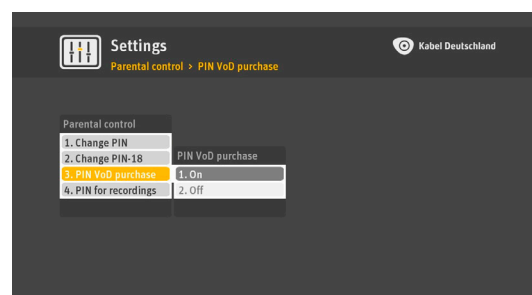 Settings
Kabel Deutschland
Parental control > PIN VoD purchase
Parental control
1. Change PIN
2. Change PIN-18
3. PIN VoD purchase
4. PIN for recordings
PIN VoD purchase
1. On
2. Off